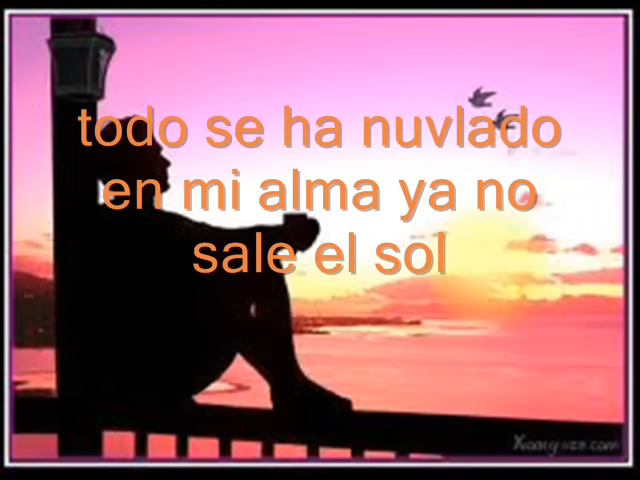 todo se ha nuvlado
en mi alma ya no
sale el sol